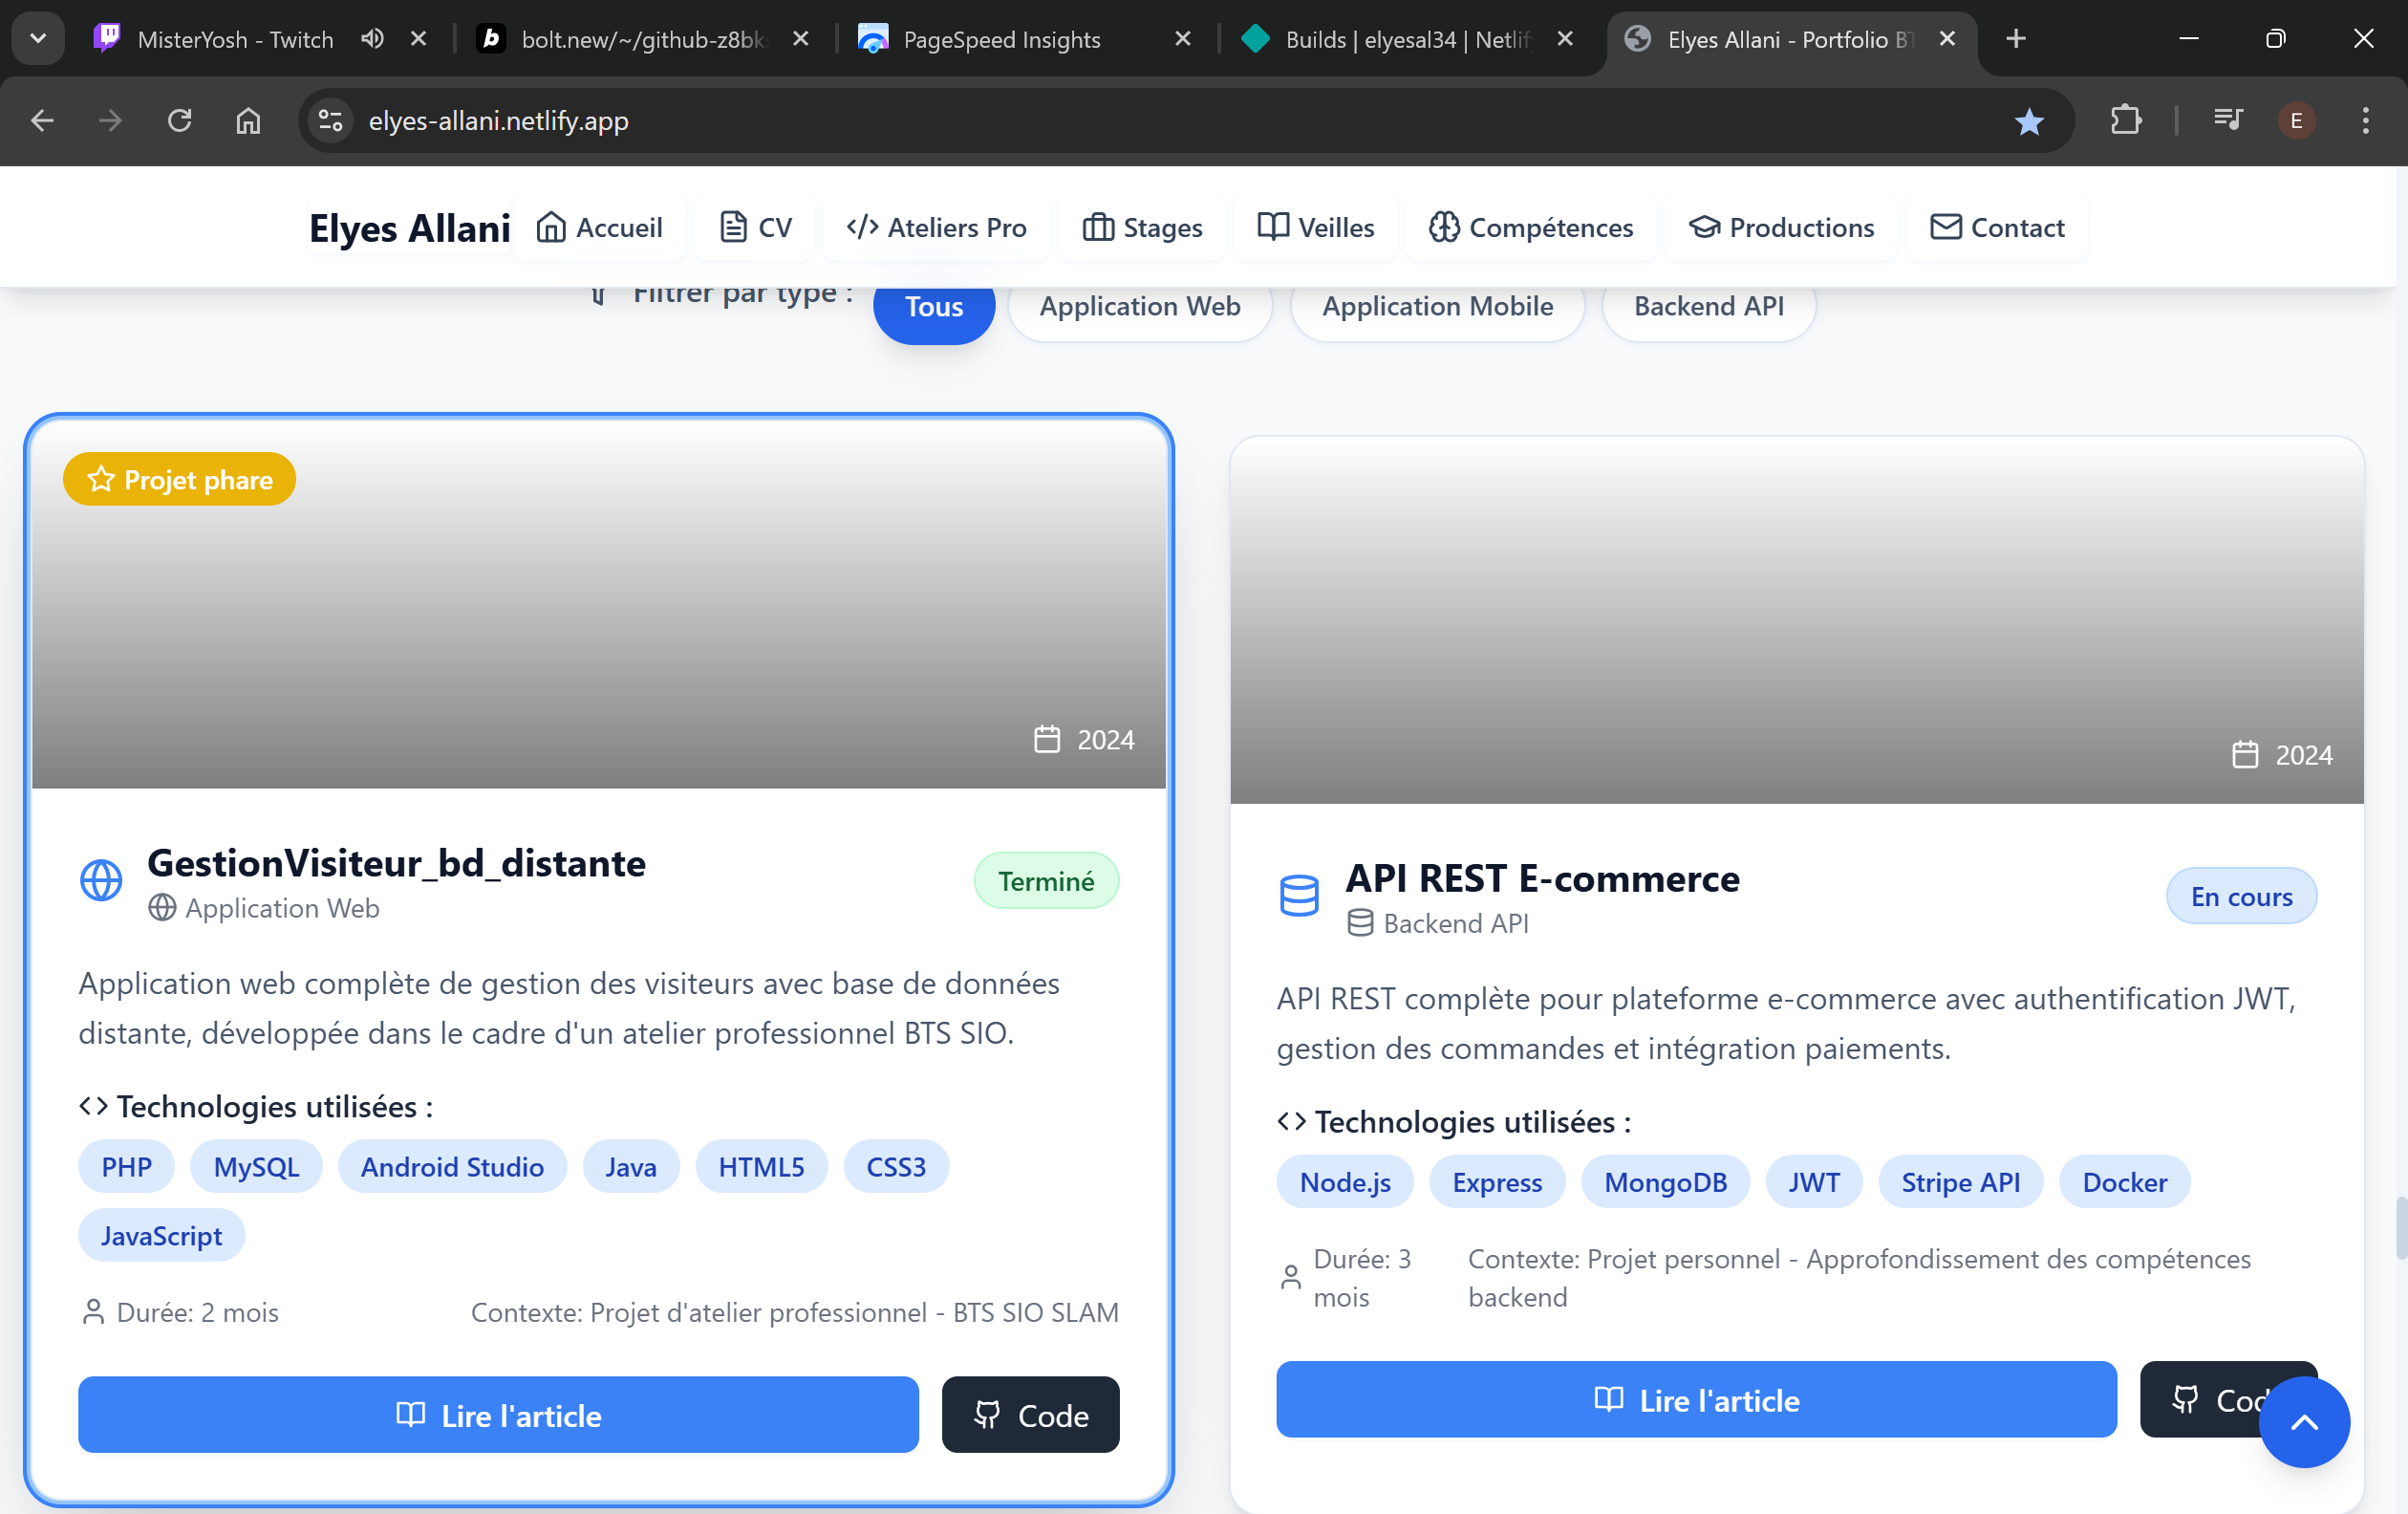 MisterYosh - Twitch
bolt.new/~/github-z8bks
PageSpeed Insights
Builds | elyesal34 | Netlify
Elyes Allani - Portfolio BT
elyes-allani.netlify.app
E
Elyes Allani
Accueil
CV
Ateliers Pro
Stages
Veilles
Compétences
Productions
Contact
Filtrer par type :
Tous
Application Web
Application Mobile
Backend API
Projet phare
2024
GestionVisiteur_bd_distante
Application Web
Terminé
Application web complète de gestion des visiteurs avec base de données
distante, développée dans le cadre d'un atelier professionnel BTS SIO.
Technologies utilisées :
PHP MySQL Android Studio Java HTML5 CSS3
JavaScript
Durée: 2 mois
Contexte: Projet d'atelier professionnel - BTS SIO SLAM
Lire l'article
Code
2024
API REST E-commerce
Backend API
En cours
API REST complète pour plateforme e-commerce avec authentification JWT,
gestion des commandes et intégration paiements.
Technologies utilisées :
Node.js Express MongoDB JWT Stripe API Docker
Durée: 3
mois
Contexte: Projet personnel - Approfondissement des compétences
backend
Lire l'article
Cod